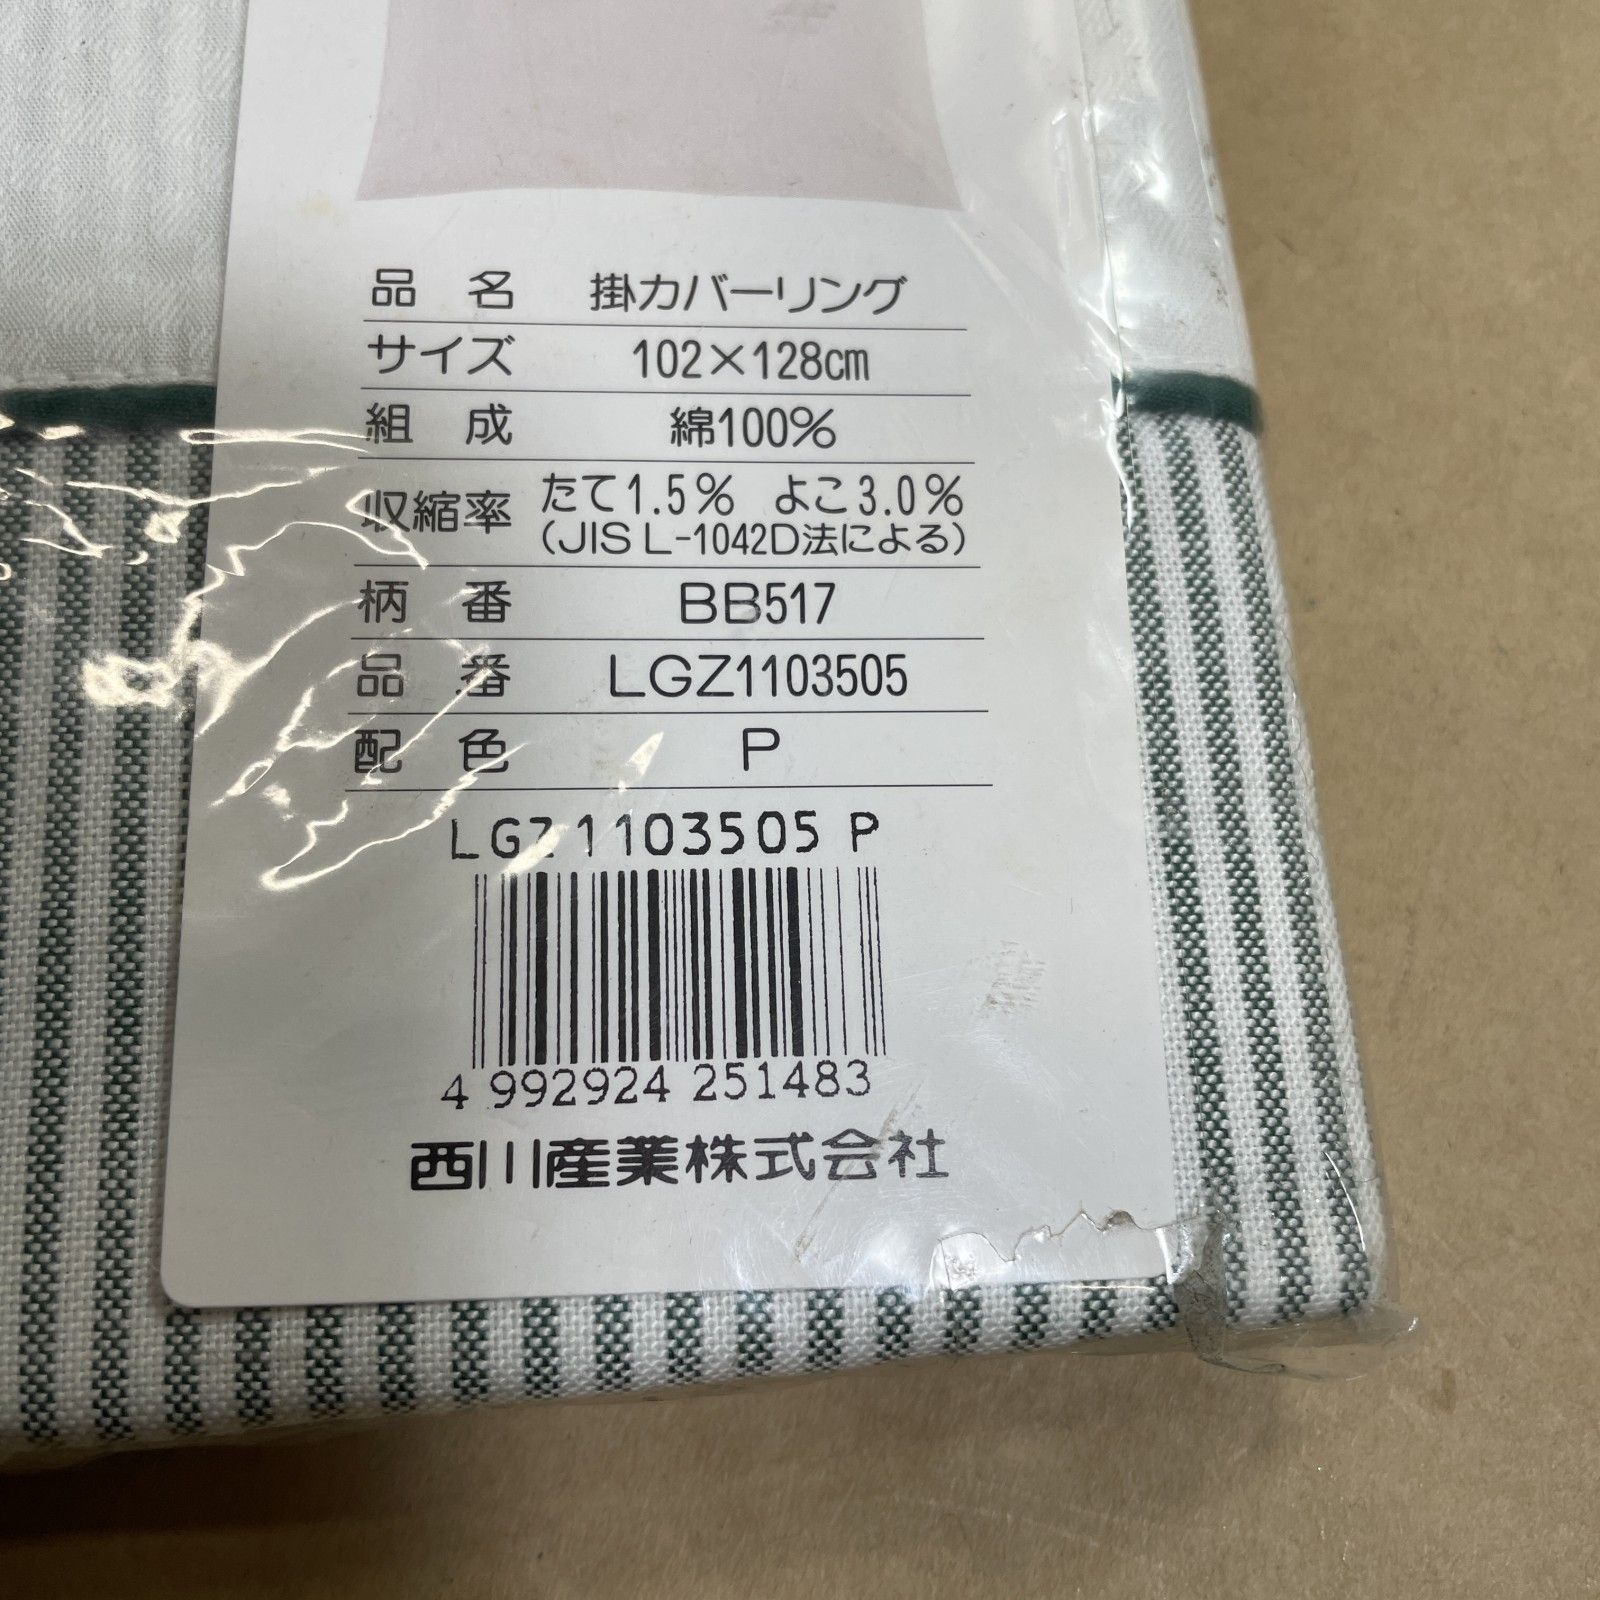 品名 掛カバーリング
サイズ 102×128cm
組成 綿100%
収縮率 たて1.5% よこ3.0%
(JIS L-1042D法による)
柄番 BB517
品番 LGZ1103505
配色 P
LGZ1103505 P
4 992924 251483
西川産業株式会社